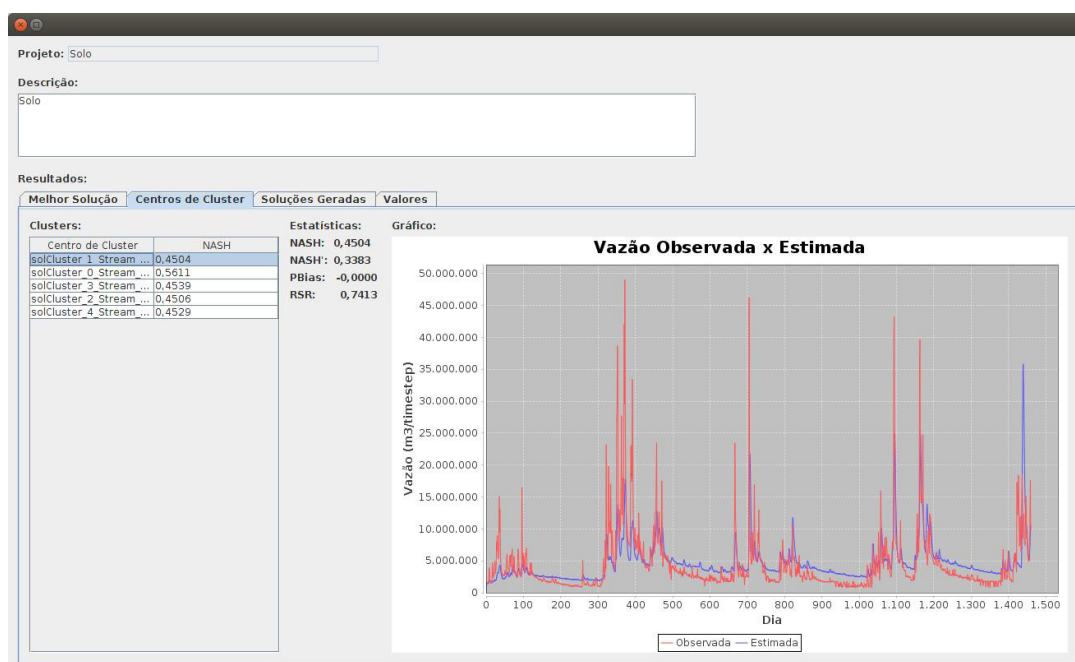 Projeto: Solo
Descrição:
Solo
Resultados:
Melhor Solução Centros de Cluster Soluções Geradas Valores
Clusters:
Centro de Cluster NASH
solCluster_1_Stream_... 0,4504
solCluster_0_Stream_... 0,5611
solCluster_3_Stream_... 0,4539
solCluster_2_Stream_... 0,4506
solCluster_4_Stream_... 0,4529
Estatísticas:
NASH: 0,4504
NASH': 0,3383
PBias: -0,0000
RSR: 0,7413
Gráfico:
Vazão Observada x Estimada
Vazão (m3/timestep)
50.000.000
45.000.000
40.000.000
35.000.000
30.000.000
25.000.000
20.000.000
15.000.000
10.000.000
5.000.000
0
0 100 200 300 400 500 600 700 800 900 1.000 1.100 1.200 1.300 1.400 1.500
Dia
Observada Estimada